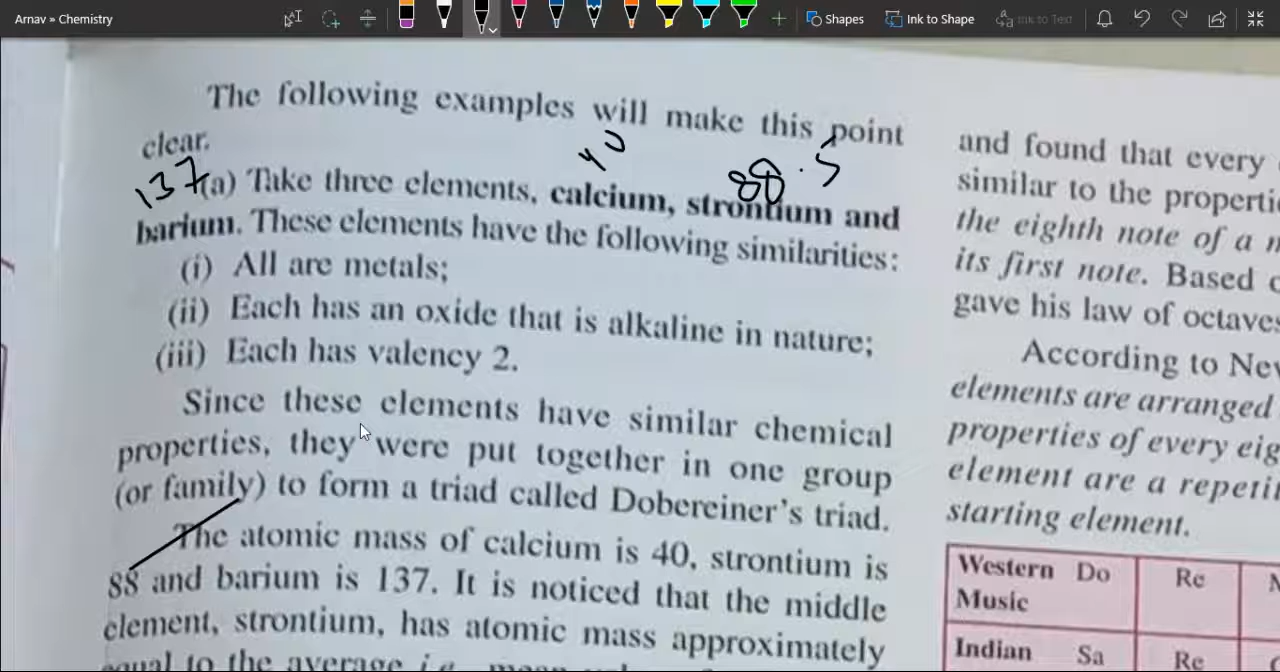 Arnav » Chemistry
Shapes
Ink to Shape
Ink to Text
The following examples will make this point
clear.
40
88.5
137
(a) Take three elements, calcium, strontium and
barium. These elements have the following similarities:
(i) All are metals;
(ii) Each has an oxide that is alkaline in nature;
(iii) Each has valency 2.
Since these elements have similar chemical
properties, they were put together in one group
(or family) to form a triad called Dobereiner's triad.
The atomic mass of calcium is 40, strontium is
88 and barium is 137. It is noticed that the middle
element, strontium, has atomic mass approximately
equal to the average i.e.
and found that every
similar to the
the eighth note of a
its first note. Based
gave his law of
According to
elements are arranged
properties of every
element are a
starting element.
Western Do Re
Music
Indian Sa Re